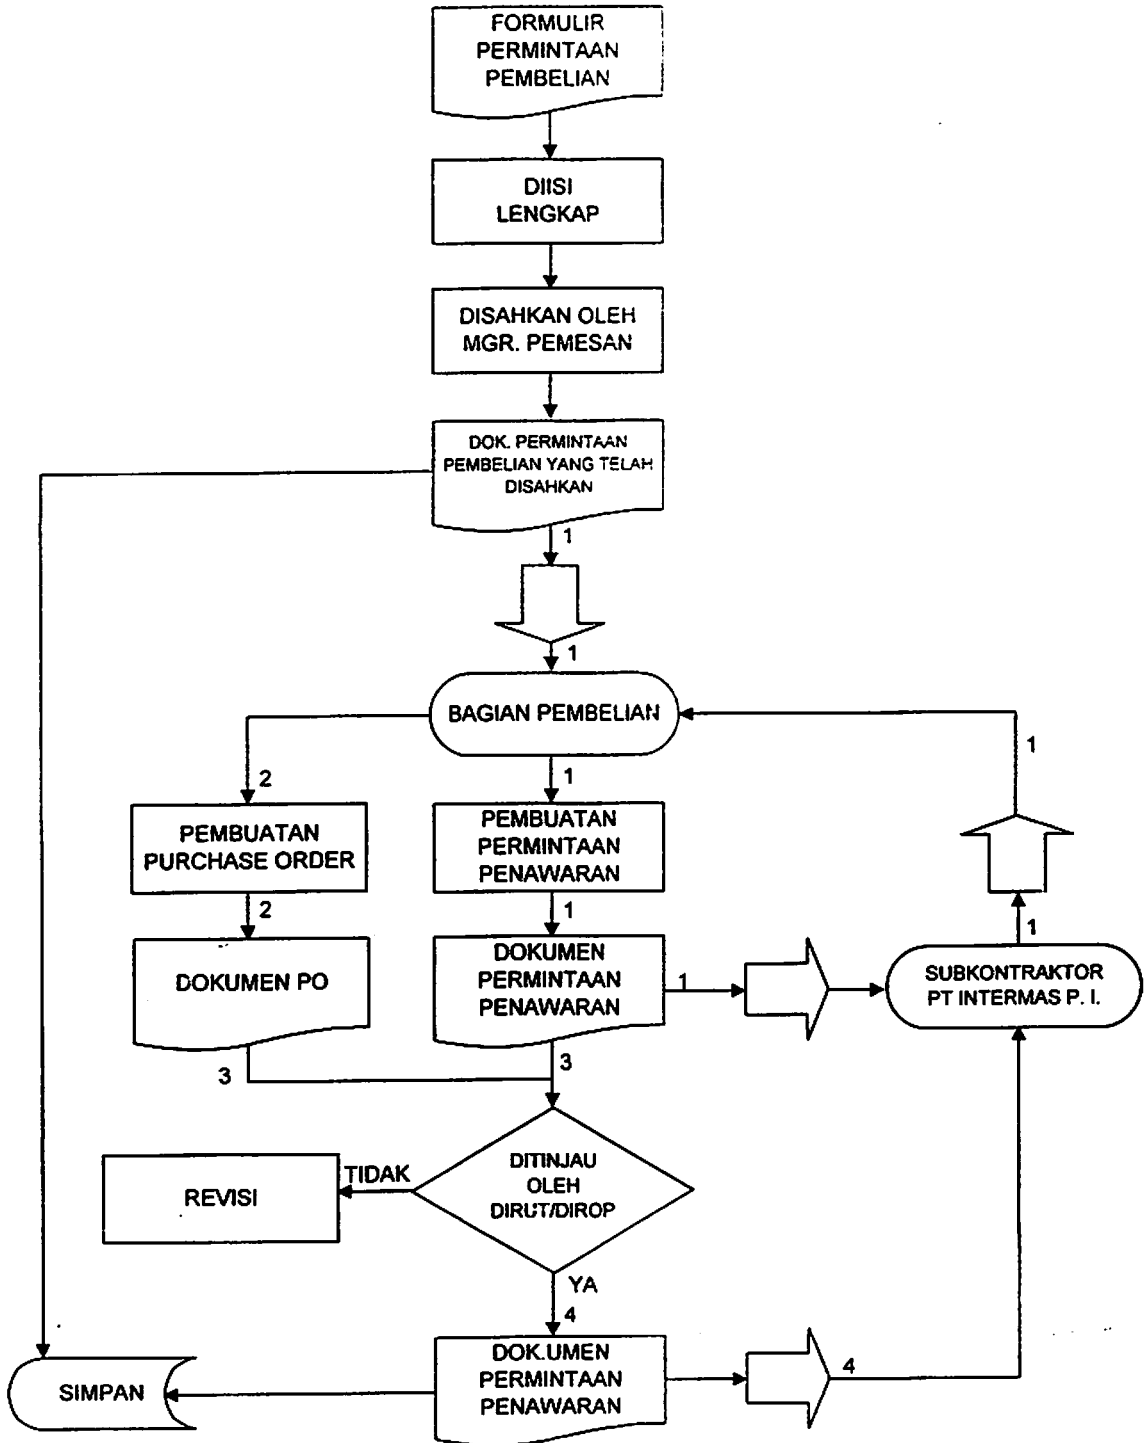 FORMULIR
PERMINTAAN
PEMBELIAN
DIISI
LENGKAP
DISAHKAN OLEH
MGR. PEMESAN
DOK. PERMINTAAN
PEMBELIAN YANG TELAH
DISAHKAN
1
1
BAGIAN PEMBELIAN
1
2
1
PEMBUATAN
PURCHASE ORDER
PEMBUATAN
PERMINTAAN
PENAWARAN
2
1
1
DOKUMEN PO
DOKUMEN
PERMINTAAN
PENAWARAN
1
SUBKONTRAKTOR
PT INTERMAS P. I.
3
3
DITINJAU
OLEH
DIRUT/DIROP
TIDAK
REVISI
YA
4
DOK.UMEN
PERMINTAAN
PENAWARAN
4
SIMPAN